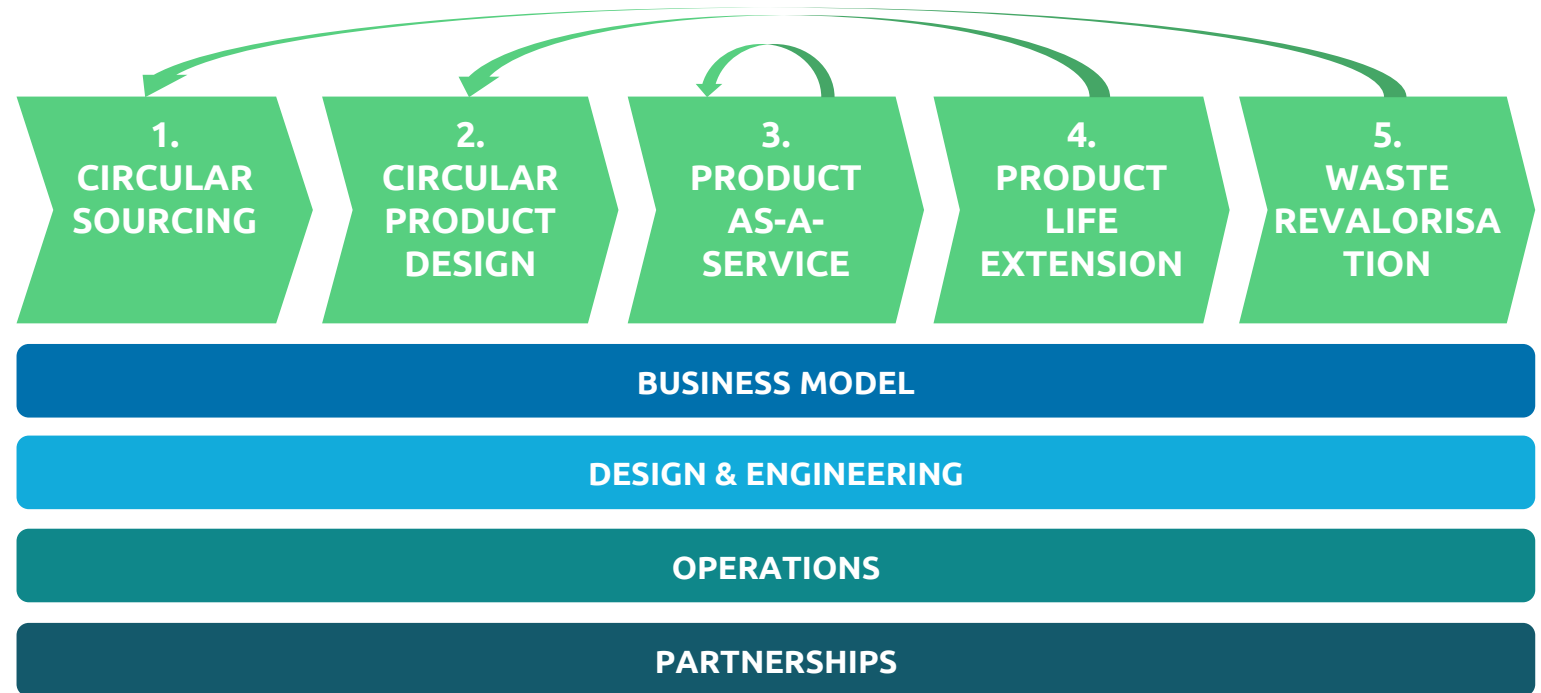 1.
CIRCULAR
SOURCING
2.
CIRCULAR
PRODUCT
DESIGN
3.
PRODUCT
AS-A-
SERVICE
4.
PRODUCT
LIFE
EXTENSION
5.
WASTE
REVALORISA
TION
BUSINESS MODEL
DESIGN & ENGINEERING
OPERATIONS
PARTNERSHIPS